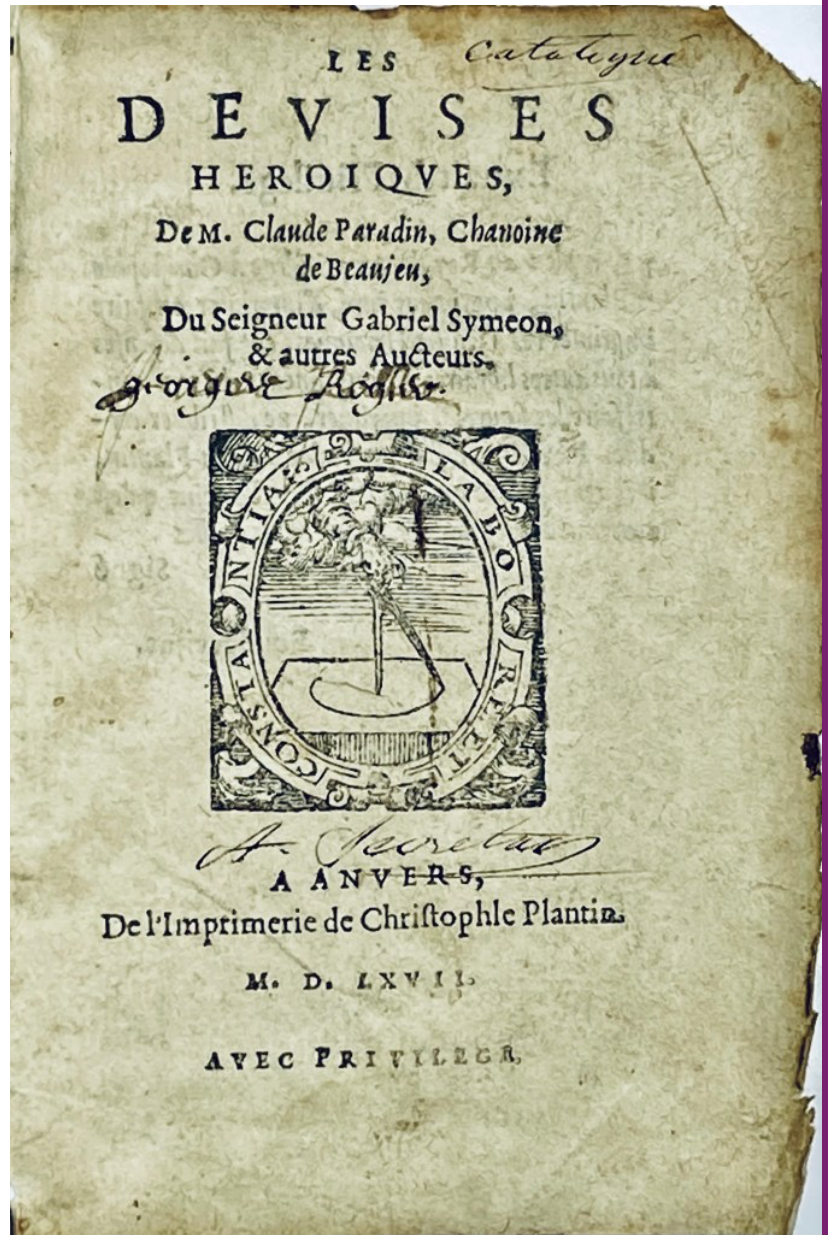 LES
DEVISES
HEROIQVES,
De M. Claude Paradin, Chanoine
de Beaujeu,
Du Seigneur Gabriel Symeon,
& autres Aucteurs.
LABORE ET CONSTANTIA
A ANVERS,
De l'Imprimerie de Chriſtophle Plantin.
M. D. LXVII.
AVEC PRIVILEGE.